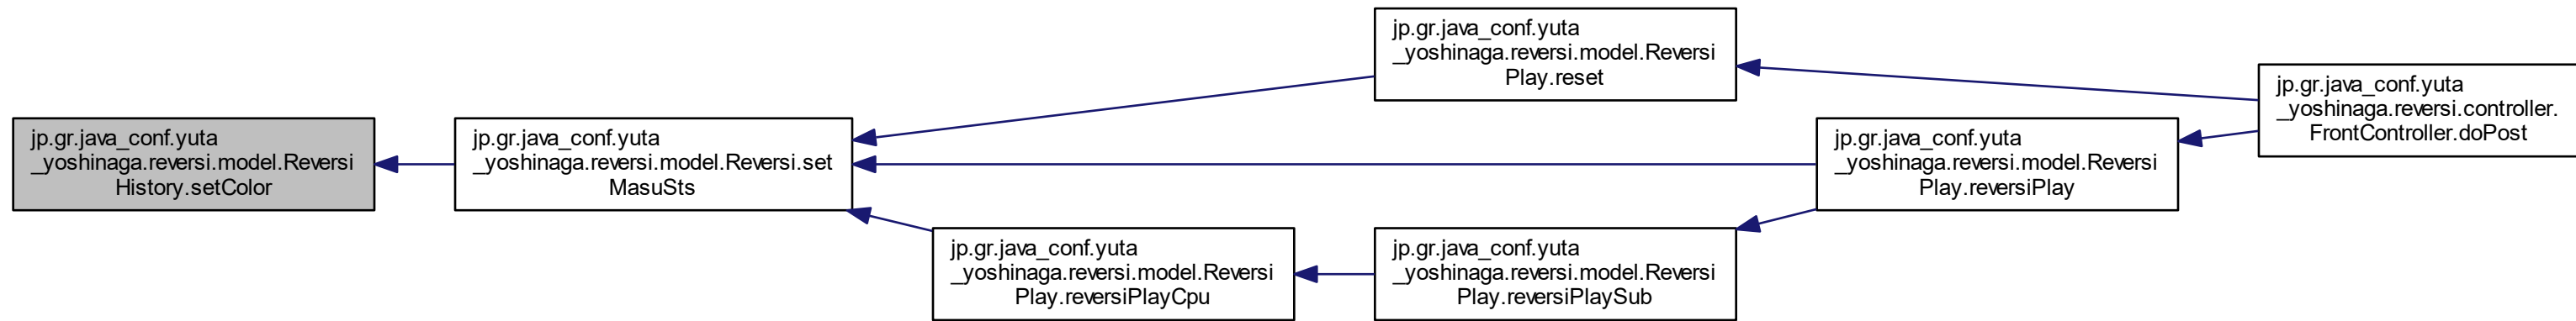 jp.gr.java_conf.yuta
_yoshinaga.reversi.model.Reversi
History.setColor
jp.gr.java_conf.yuta
_yoshinaga.reversi.model.Reversi.set
MasuSts
jp.gr.java_conf.yuta
_yoshinaga.reversi.model.Reversi
Play.reset
jp.gr.java_conf.yuta
_yoshinaga.reversi.controller.
FrontController.doPost
jp.gr.java_conf.yuta
_yoshinaga.reversi.model.Reversi
Play.reversiPlay
jp.gr.java_conf.yuta
_yoshinaga.reversi.model.Reversi
Play.reversiPlayCpu
jp.gr.java_conf.yuta
_yoshinaga.reversi.model.Reversi
Play.reversiPlaySub